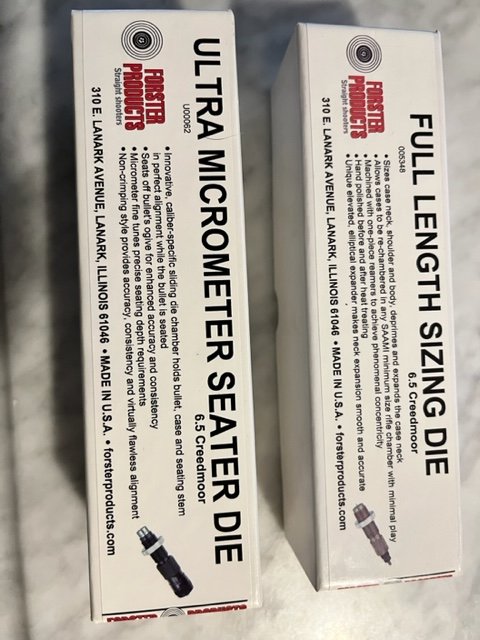 FORSTER
PRODUCTS
Straight shooters
ULTRA MICROMETER SEATER DIE
U00062
6.5 Creedmoor
• Innovative, caliber-specific sliding die chamber holds bullet, case and seating stem
in perfect alignment while the bullet is seated
• Seats off bullet's ogive for enhanced accuracy and consistency
• Micrometer fine tunes precise seating depth requirements
• Non-crimping style provides accuracy, consistency and virtually flawless alignment
310 E. LANARK AVENUE, LANARK, ILLINOIS 61046 • MADE IN U.S.A. • forsterproducts.com
FORSTER PRODUCTS
FORSTER
PRODUCTS
Straight shooters
FULL LENGTH SIZING DIE
005348
6.5 Creedmoor
• Sizes case neck, shoulder and body, deprimes and expands the case neck
• Allows cases to be re-chambered in any SAAMI minimum size rifle chamber with minimal play
• Machined with one-piece reamers to achieve phenomenal concentricity
• Hand polished before and after heat treating
• Unique elevated, elliptical expander makes neck expansion smooth and accurate
310 E. LANARK AVENUE, LANARK, ILLINOIS 61046 • MADE IN U.S.A. • forsterproducts.com